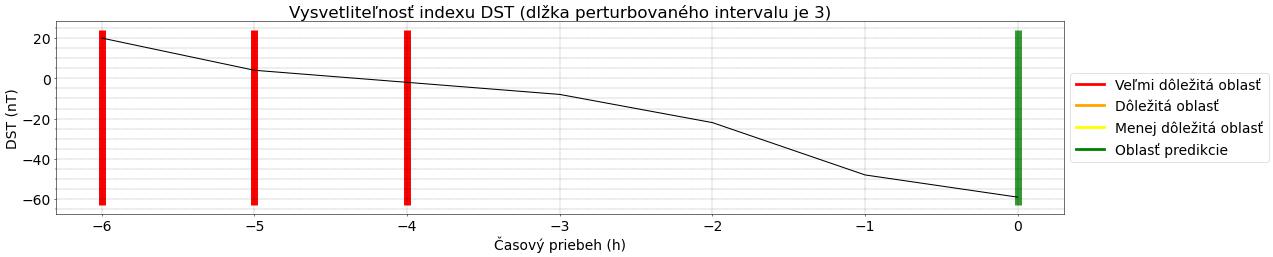 Vysvetliteľnosť indexu DST (dĺžka perturbovaného intervalu je 3)
DST (nT)
20
0
−20
−40
−60
−6 −5 −4 −3 −2 −1 0
Časový priebeh (h)
Veľmi dôležitá oblasť
Dôležitá oblasť
Menej dôležitá oblasť
Oblasť predikcie